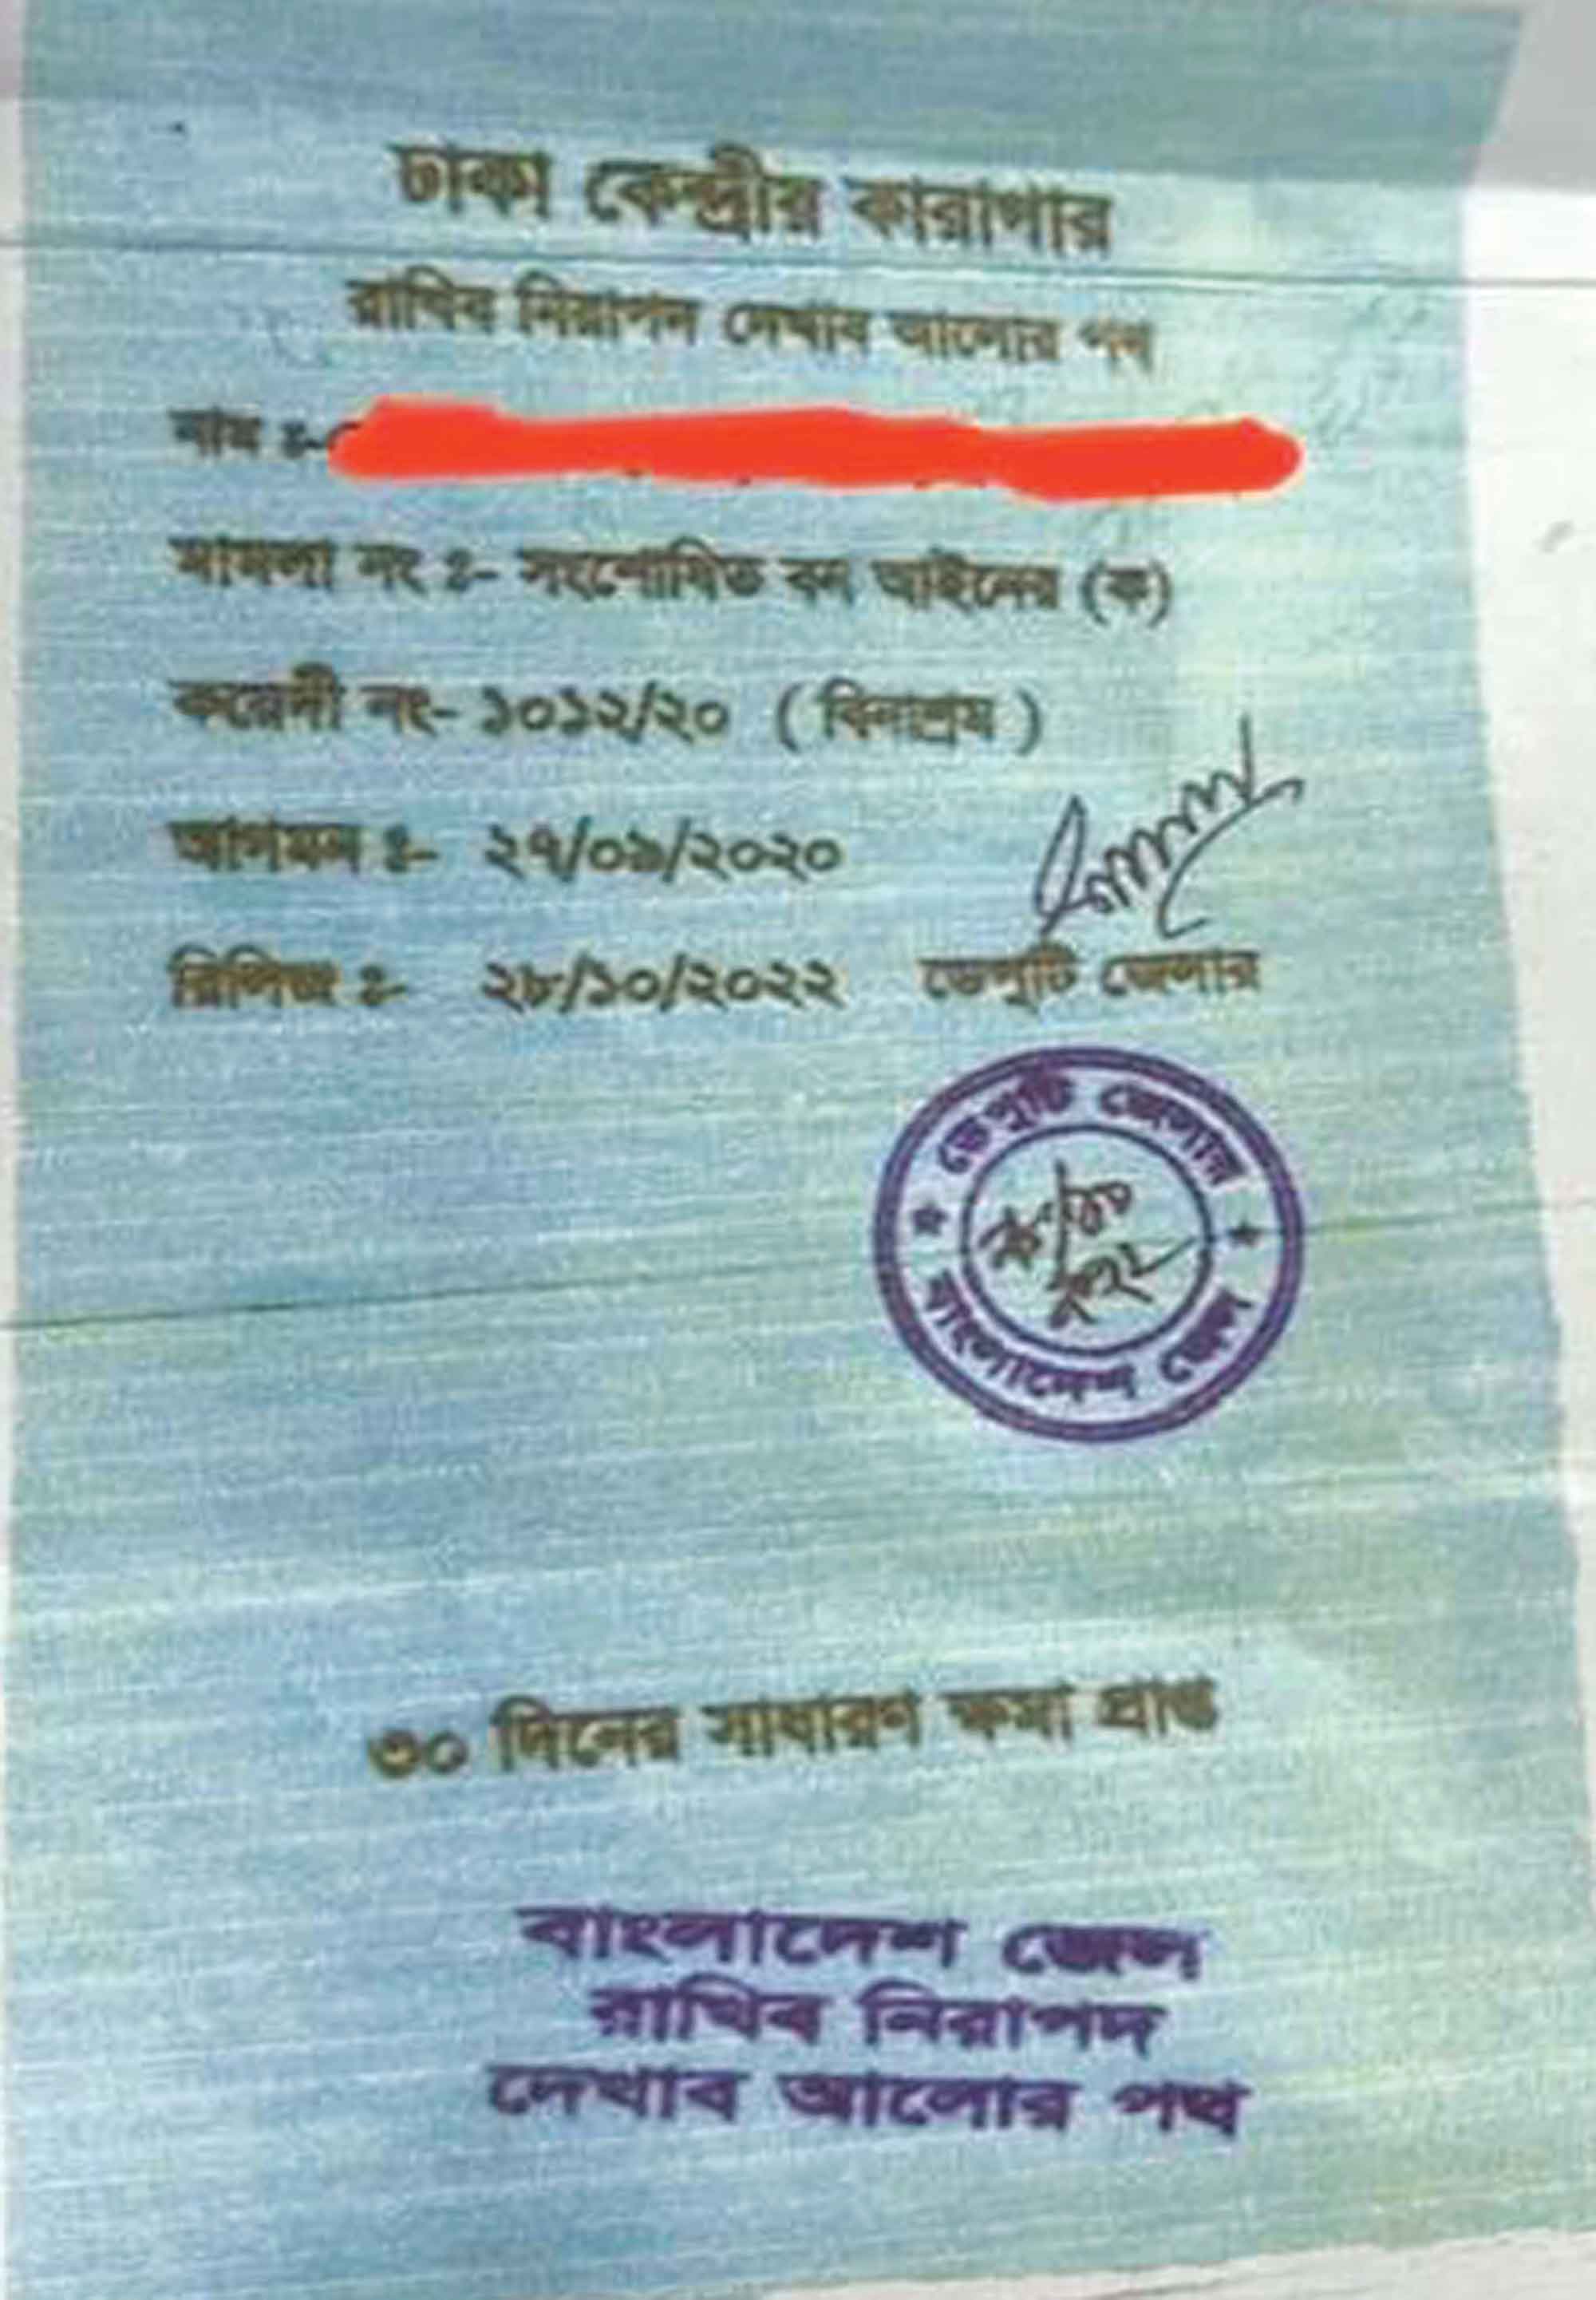 ঢাকা কেন্দ্রীর কারাগার
রাখিব নিরাপদ দেখাব আলোর পথ
নাম ঃ-
মামলা নং ঃ- সংশোধিত বন আইনের (ক)
কয়েদী নং- ১০১২/২০ ( বিনাশ্রম )
আগমন ঃ- ২৭/০৯/২০২০
রিলিজ ঃ- ২৮/১০/২০২২ ডেপুটি জেলার
ডেপুটি জেলার
বাংলাদেশ জেল
৩০ দিনের সাধারণ ক্ষমা প্রাপ্ত
বাংলাদেশ জেল
রাখিব নিরাপদ
দেখাব আলোর পথ